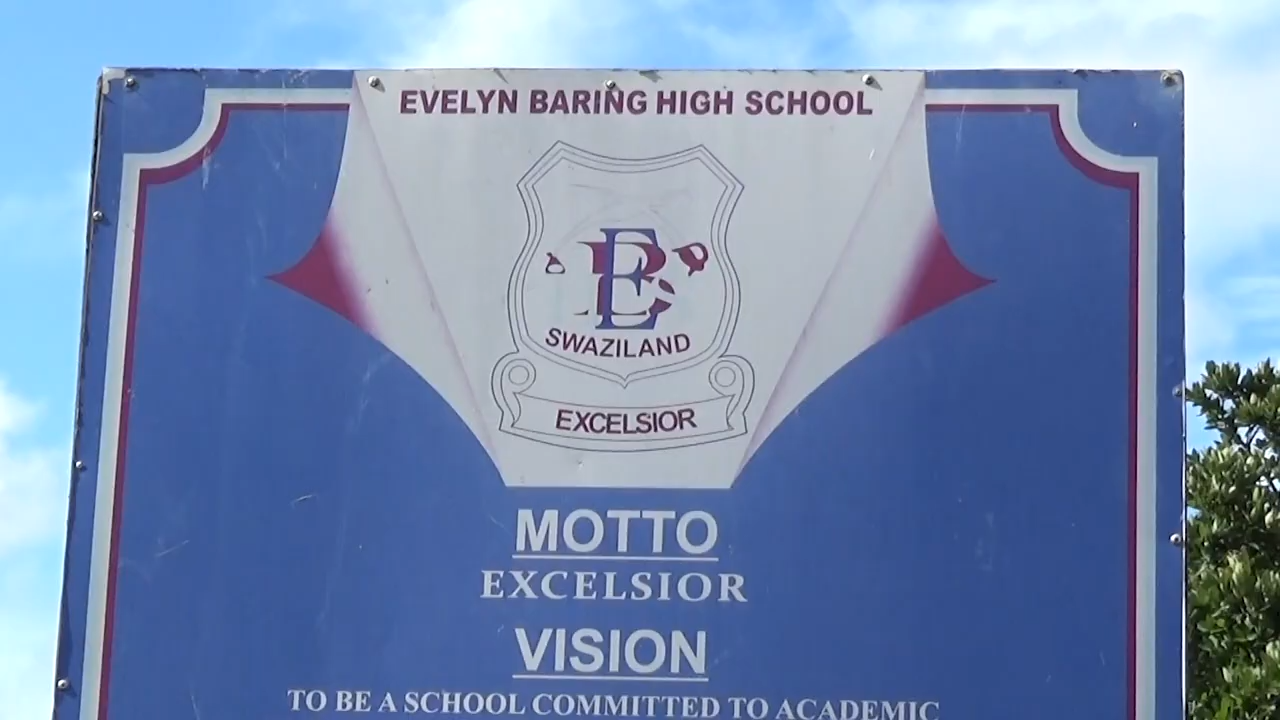 EVELYN BARING HIGH SCHOOL
EB
SWAZILAND
EXCELSIOR
MOTTO
EXCELSIOR
VISION
TO BE A SCHOOL COMMITTED TO ACADEMIC